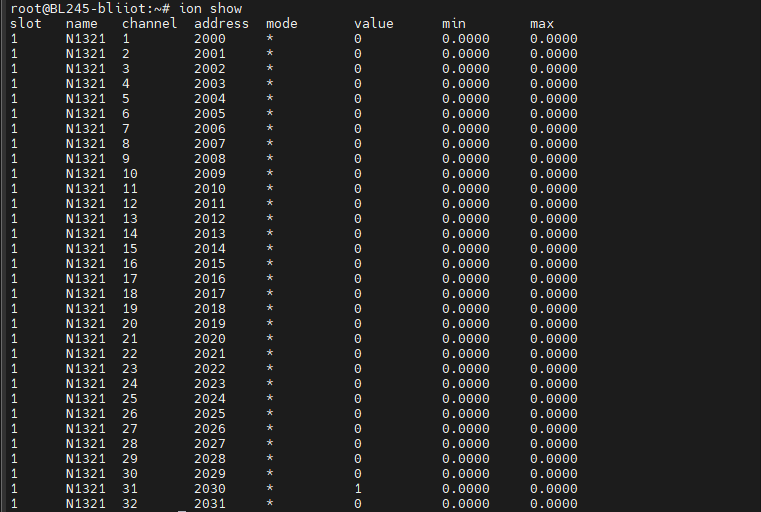 root@BL245-bliiot:~# ion show
slot name channel address mode value min max
1 N1321 1 2000 * 0 0.0000 0.0000
1 N1321 2 2001 * 0 0.0000 0.0000
1 N1321 3 2002 * 0 0.0000 0.0000
1 N1321 4 2003 * 0 0.0000 0.0000
1 N1321 5 2004 * 0 0.0000 0.0000
1 N1321 6 2005 * 0 0.0000 0.0000
1 N1321 7 2006 * 0 0.0000 0.0000
1 N1321 8 2007 * 0 0.0000 0.0000
1 N1321 9 2008 * 0 0.0000 0.0000
1 N1321 10 2009 * 0 0.0000 0.0000
1 N1321 11 2010 * 0 0.0000 0.0000
1 N1321 12 2011 * 0 0.0000 0.0000
1 N1321 13 2012 * 0 0.0000 0.0000
1 N1321 14 2013 * 0 0.0000 0.0000
1 N1321 15 2014 * 0 0.0000 0.0000
1 N1321 16 2015 * 0 0.0000 0.0000
1 N1321 17 2016 * 0 0.0000 0.0000
1 N1321 18 2017 * 0 0.0000 0.0000
1 N1321 19 2018 * 0 0.0000 0.0000
1 N1321 20 2019 * 0 0.0000 0.0000
1 N1321 21 2020 * 0 0.0000 0.0000
1 N1321 22 2021 * 0 0.0000 0.0000
1 N1321 23 2022 * 0 0.0000 0.0000
1 N1321 24 2023 * 0 0.0000 0.0000
1 N1321 25 2024 * 0 0.0000 0.0000
1 N1321 26 2025 * 0 0.0000 0.0000
1 N1321 27 2026 * 0 0.0000 0.0000
1 N1321 28 2027 * 0 0.0000 0.0000
1 N1321 29 2028 * 0 0.0000 0.0000
1 N1321 30 2029 * 0 0.0000 0.0000
1 N1321 31 2030 * 1 0.0000 0.0000
1 N1321 32 2031 * 0 0.0000 0.0000